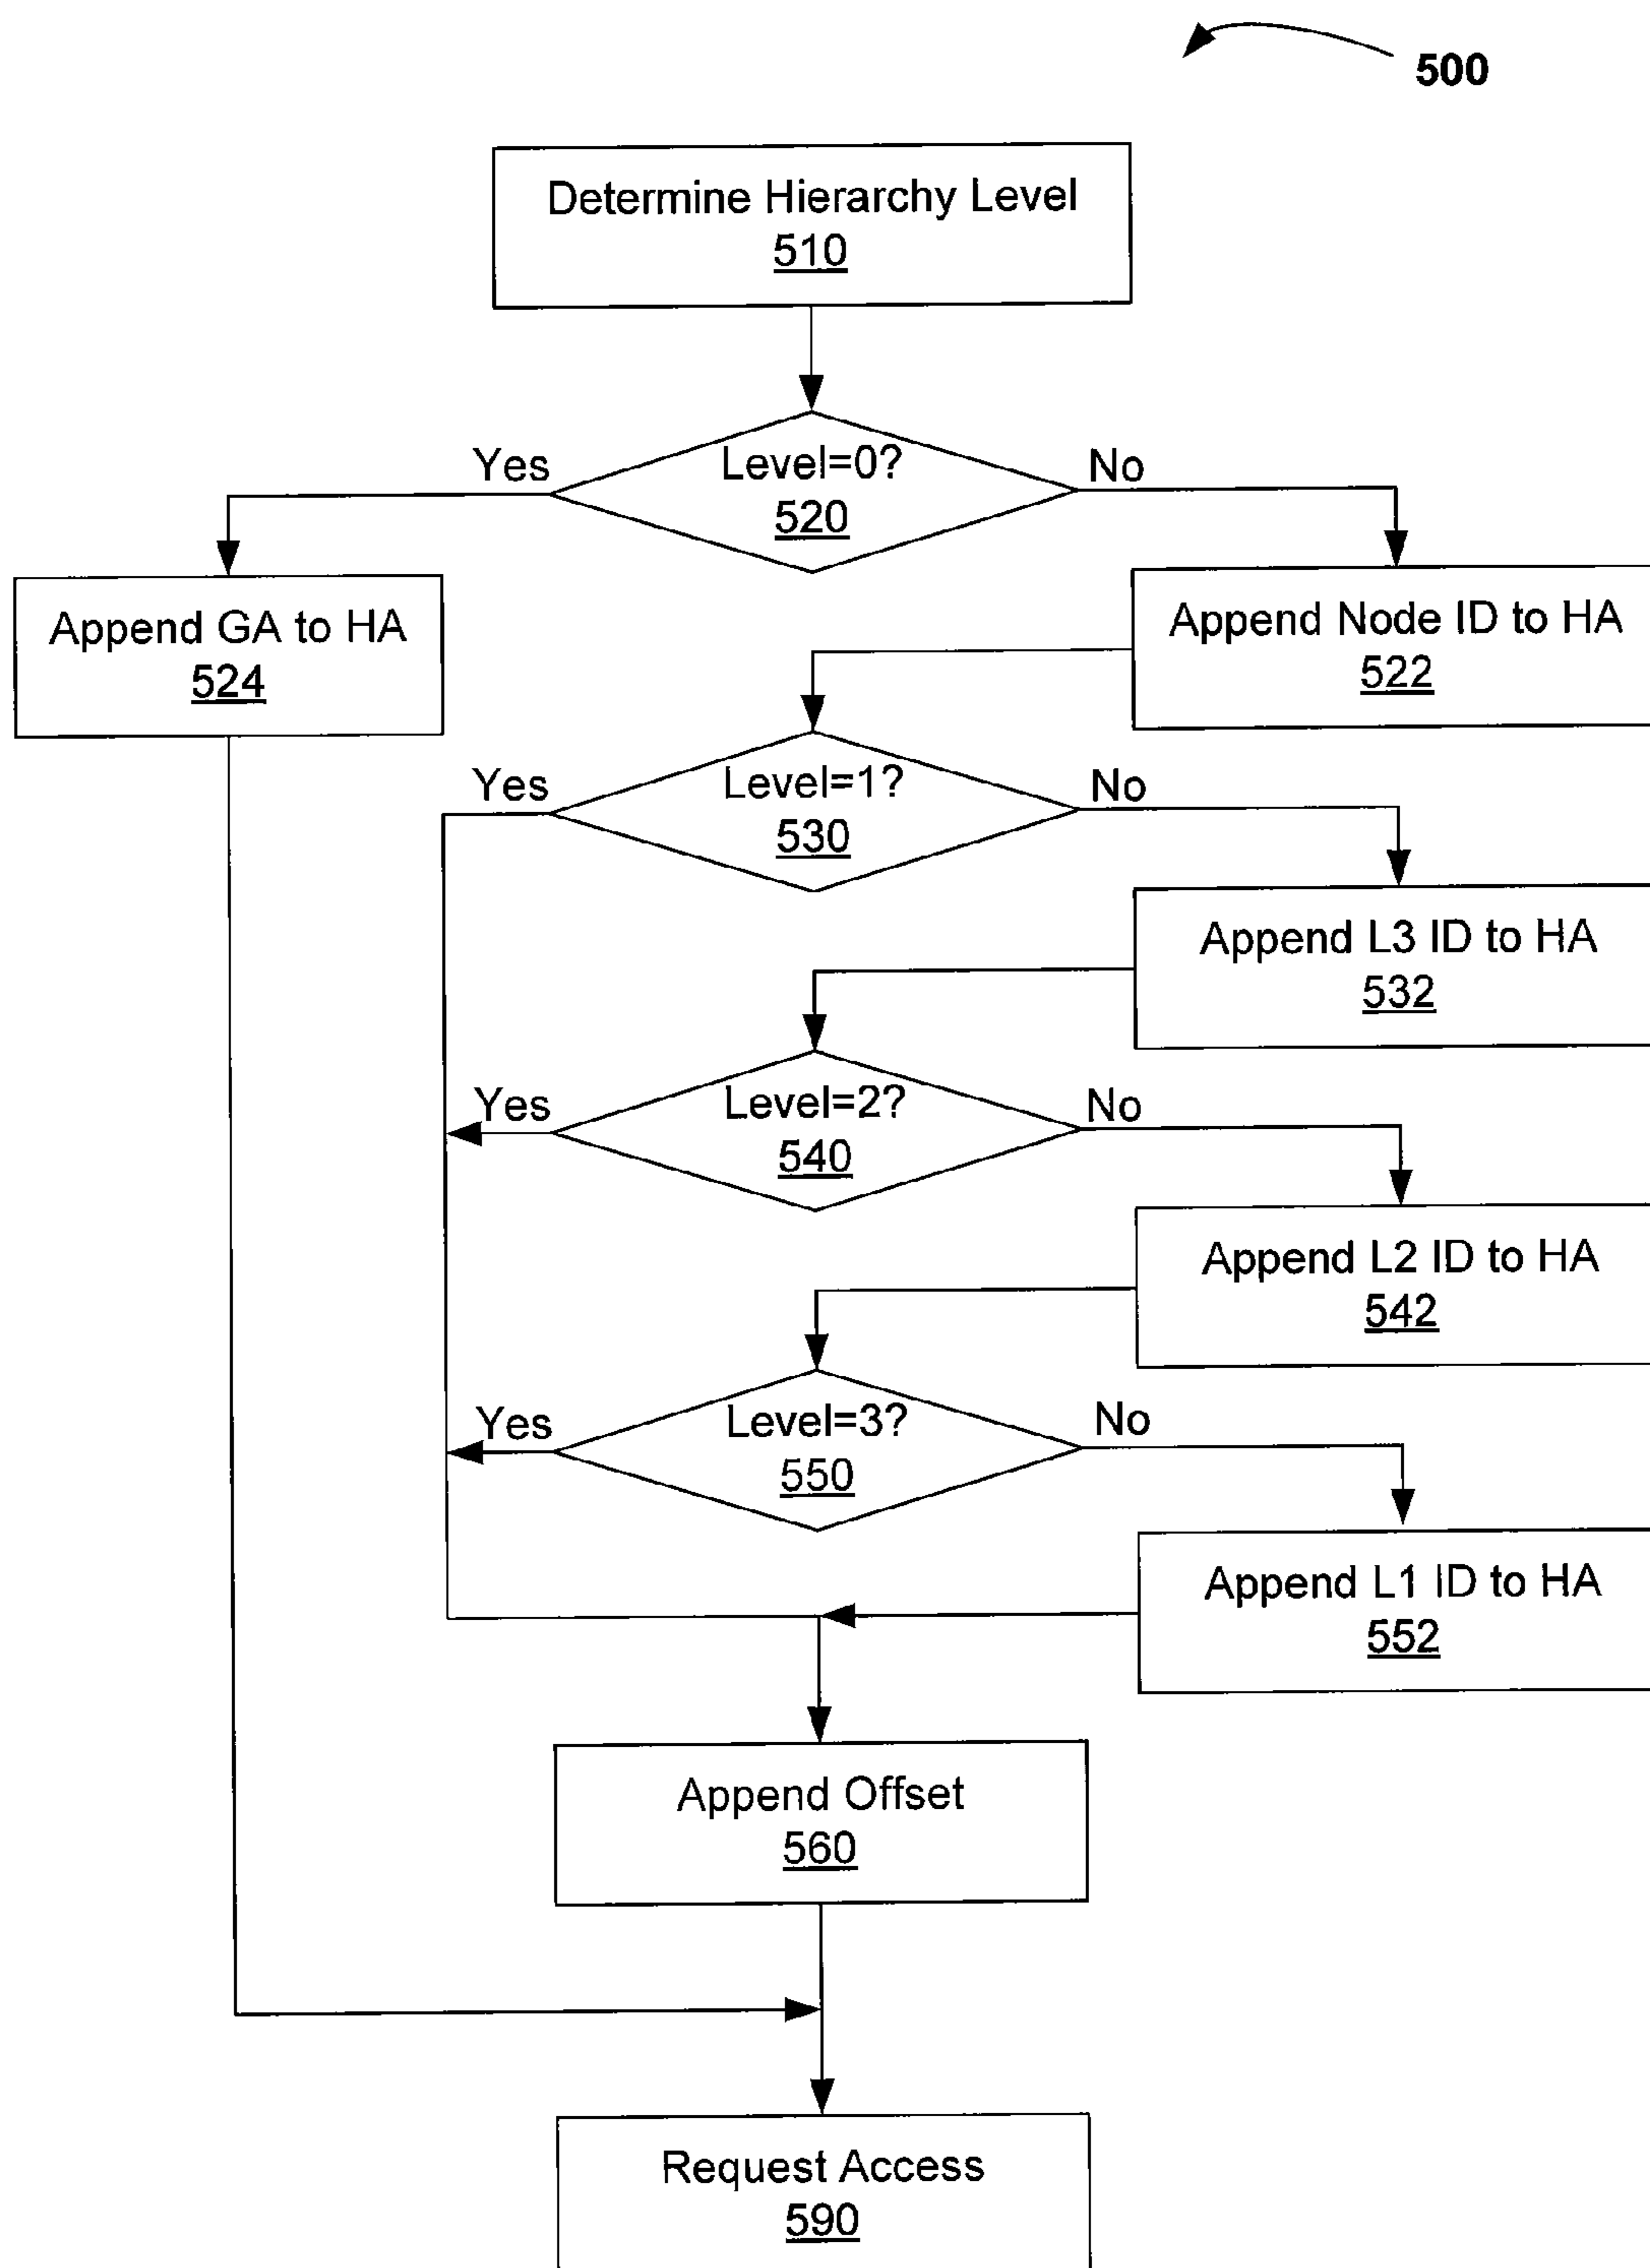 500
Determine Hierarchy Level
510
Level=0?
520
Yes
No
Append GA to HA
524
Append Node ID to HA
522
Level=1?
530
Yes
No
Append L3 ID to HA
532
Level=2?
540
Yes
No
Append L2 ID to HA
542
Level=3?
550
Yes
No
Append L1 ID to HA
552
Append Offset
560
Request Access
590